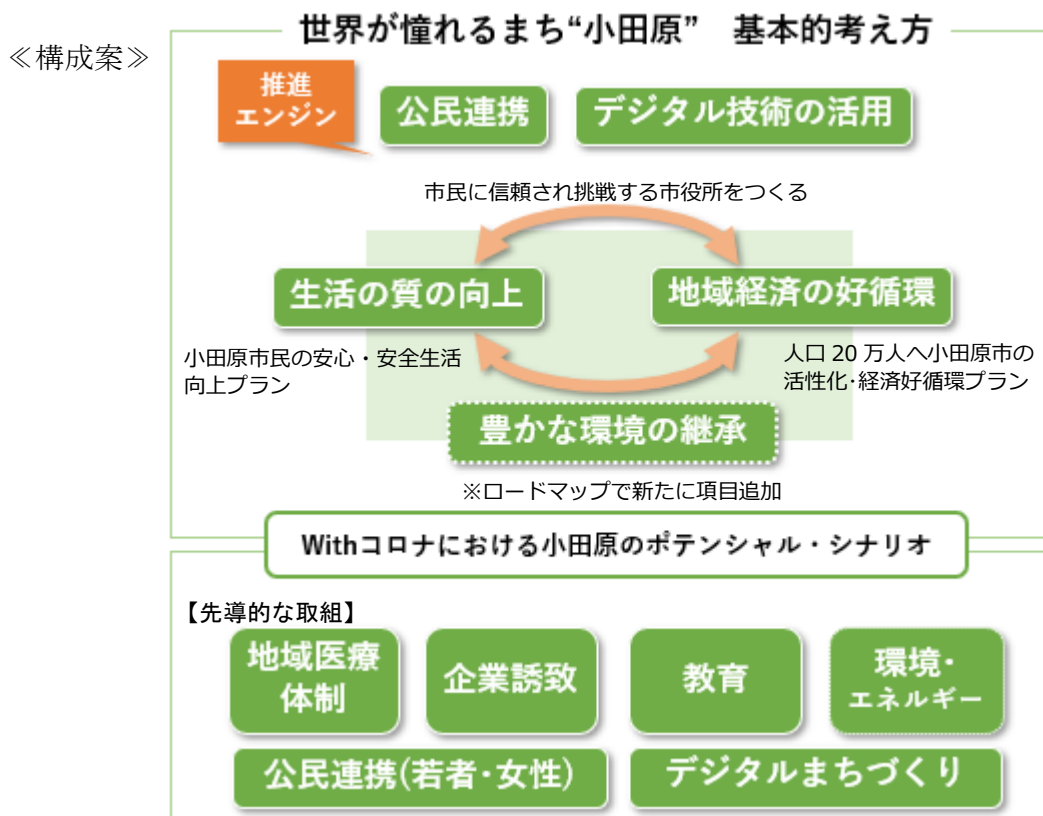 ≪構成案≫
世界が憧れるまち“小田原”　基本的考え方
推進
エンジン
公民連携
デジタル技術の活用
市民に信頼され挑戦する市役所をつくる
生活の質の向上
地域経済の好循環
小田原市民の安心・安全生活
向上プラン
人口 20 万人へ小田原市の
活性化・経済好循環プラン
豊かな環境の継承
※ロードマップで新たに項目追加
Withコロナにおける小田原のポテンシャル・シナリオ
【先導的な取組】
地域医療
体制
企業誘致
教育
環境・
エネルギー
公民連携(若者・女性)
デジタルまちづくり